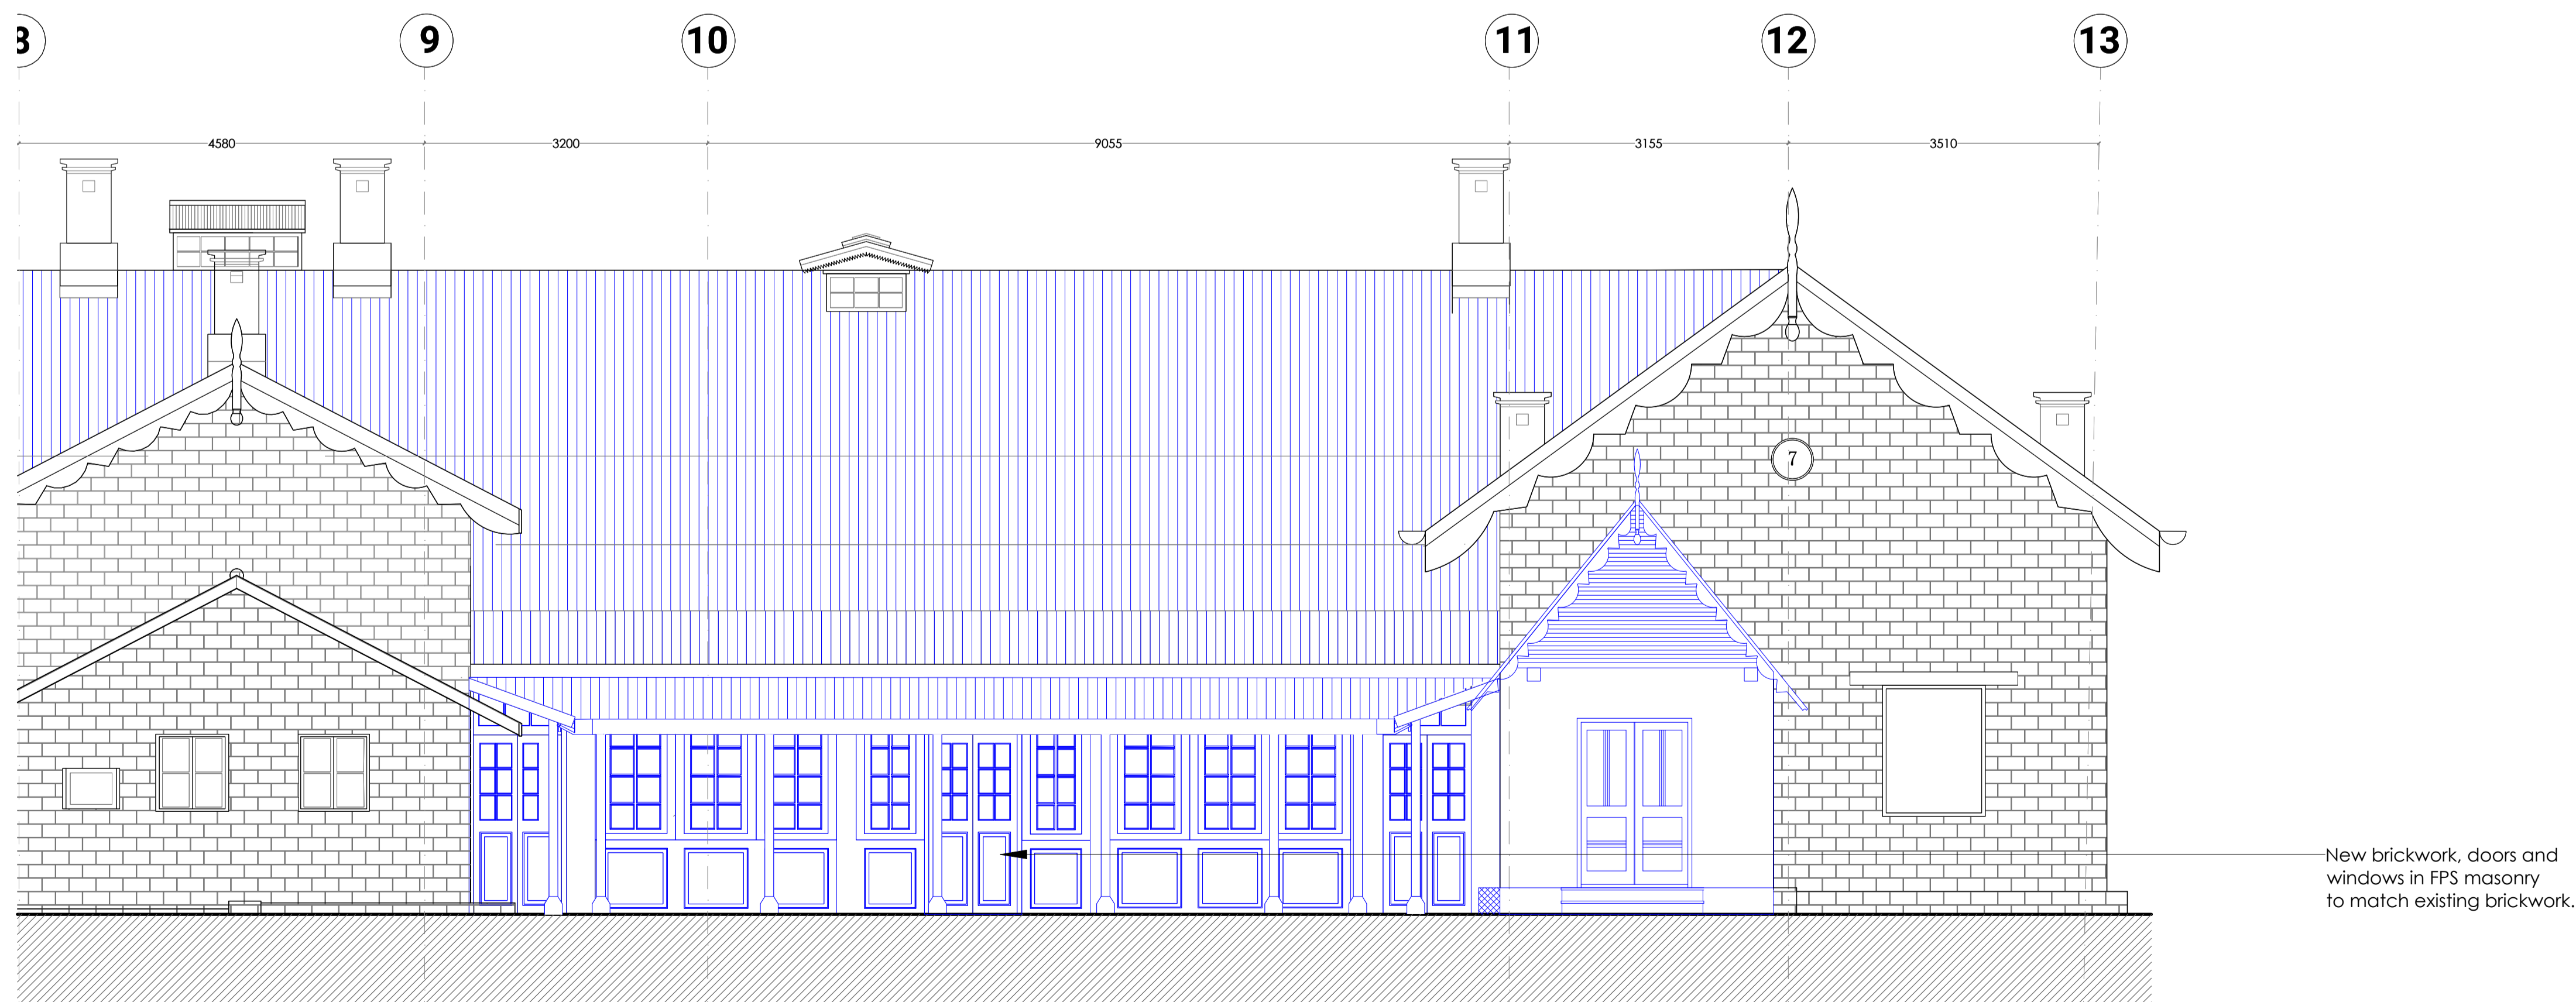 8 9 10 11 12 13
4580 3200 9055 3155 3510
7
New brickwork, doors and
windows in FPS masonry
to match existing brickwork.